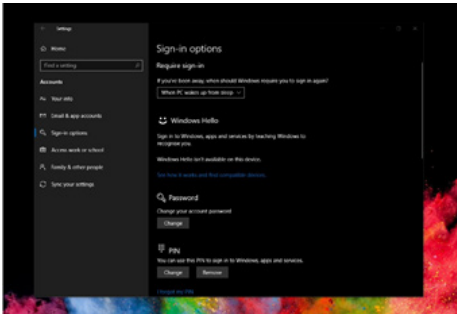 Settings
Home
Find a setting
Accounts
Your info
Email & app accounts
Sign-in options
Access work or school
Family & other people
Sync your settings
Sign-in options
Require sign-in
If you've been away, when should Windows require you to sign in again?
When PC wakes up from sleep
Windows Hello
Sign in to Windows, apps and services by teaching Windows to
recognise you.
Windows Hello isn't available on this device.
See how it works and find compatible devices.
Password
Change your account password
Change
PIN
You can use this PIN to sign in to Windows, apps and services.
Change Remove
I forgot my PIN